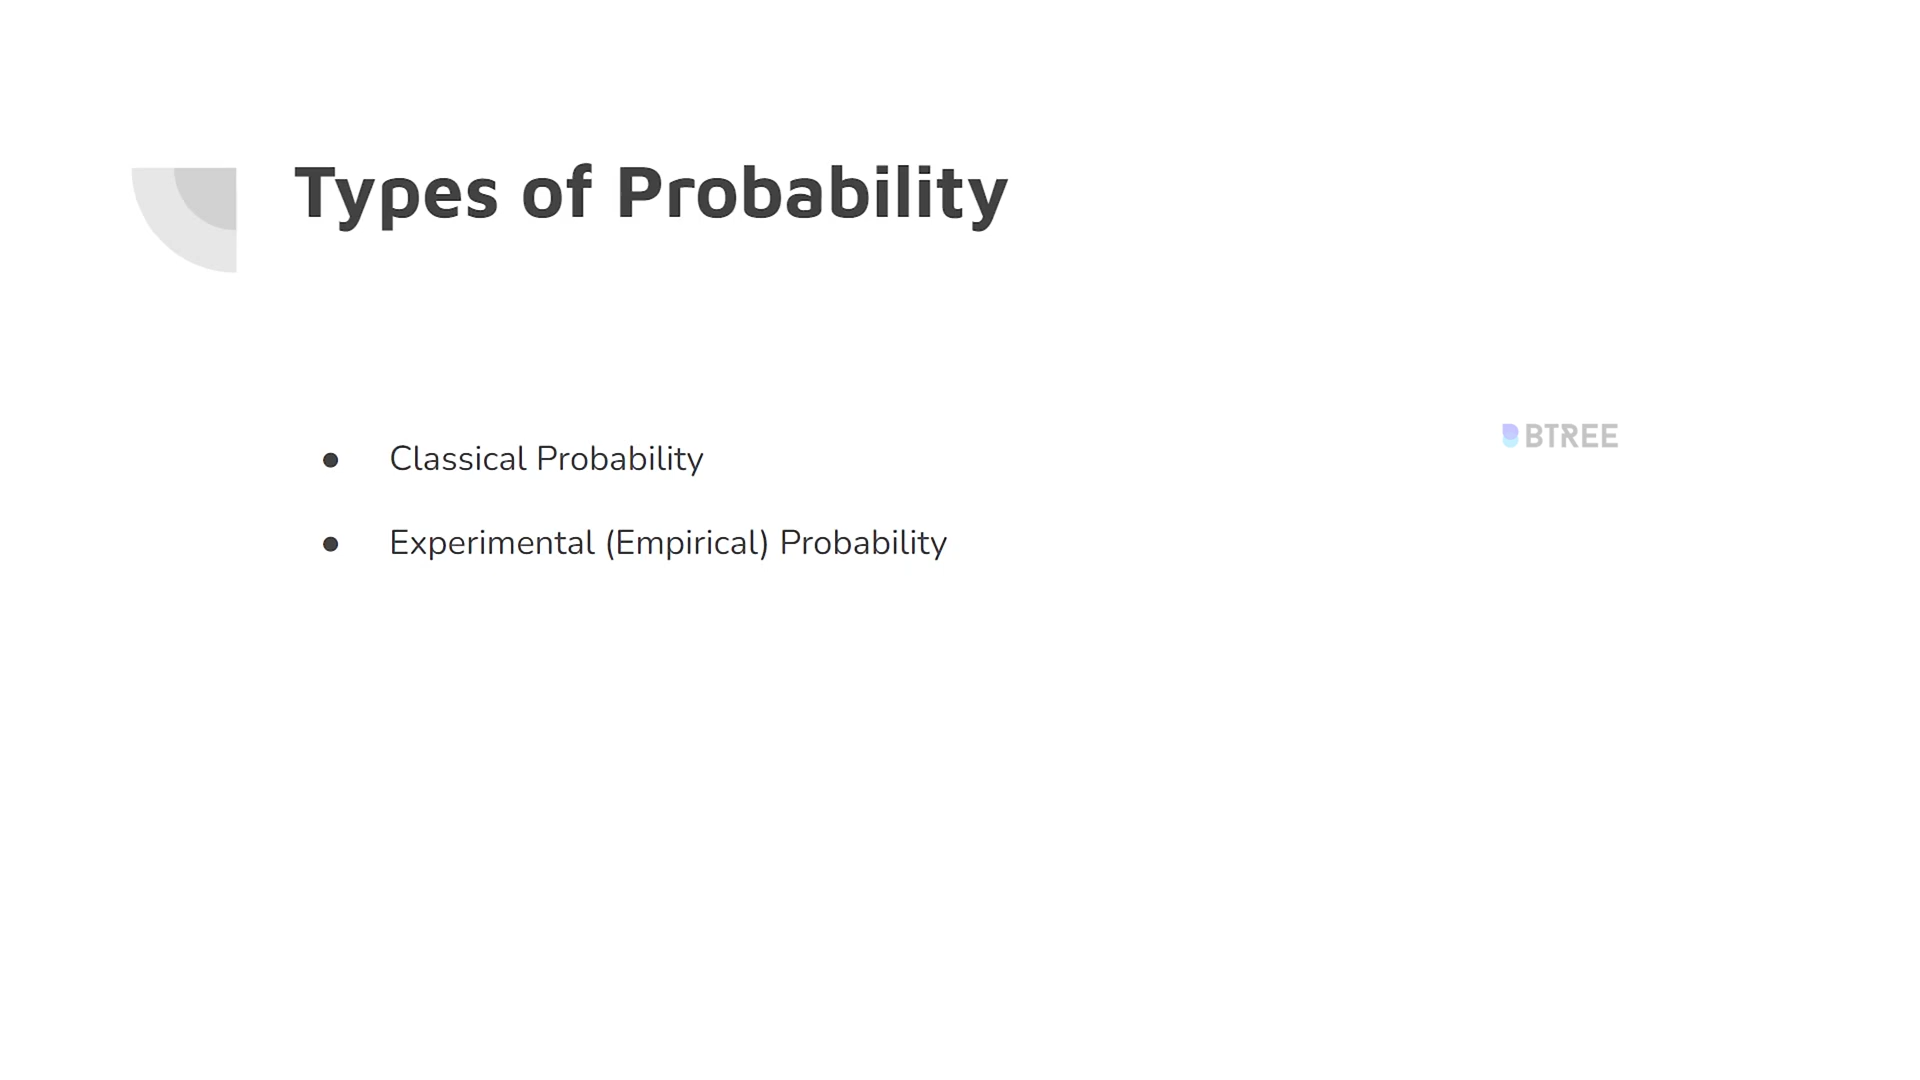 Types of Probability
BTREE
● Classical Probability
● Experimental (Empirical) Probability